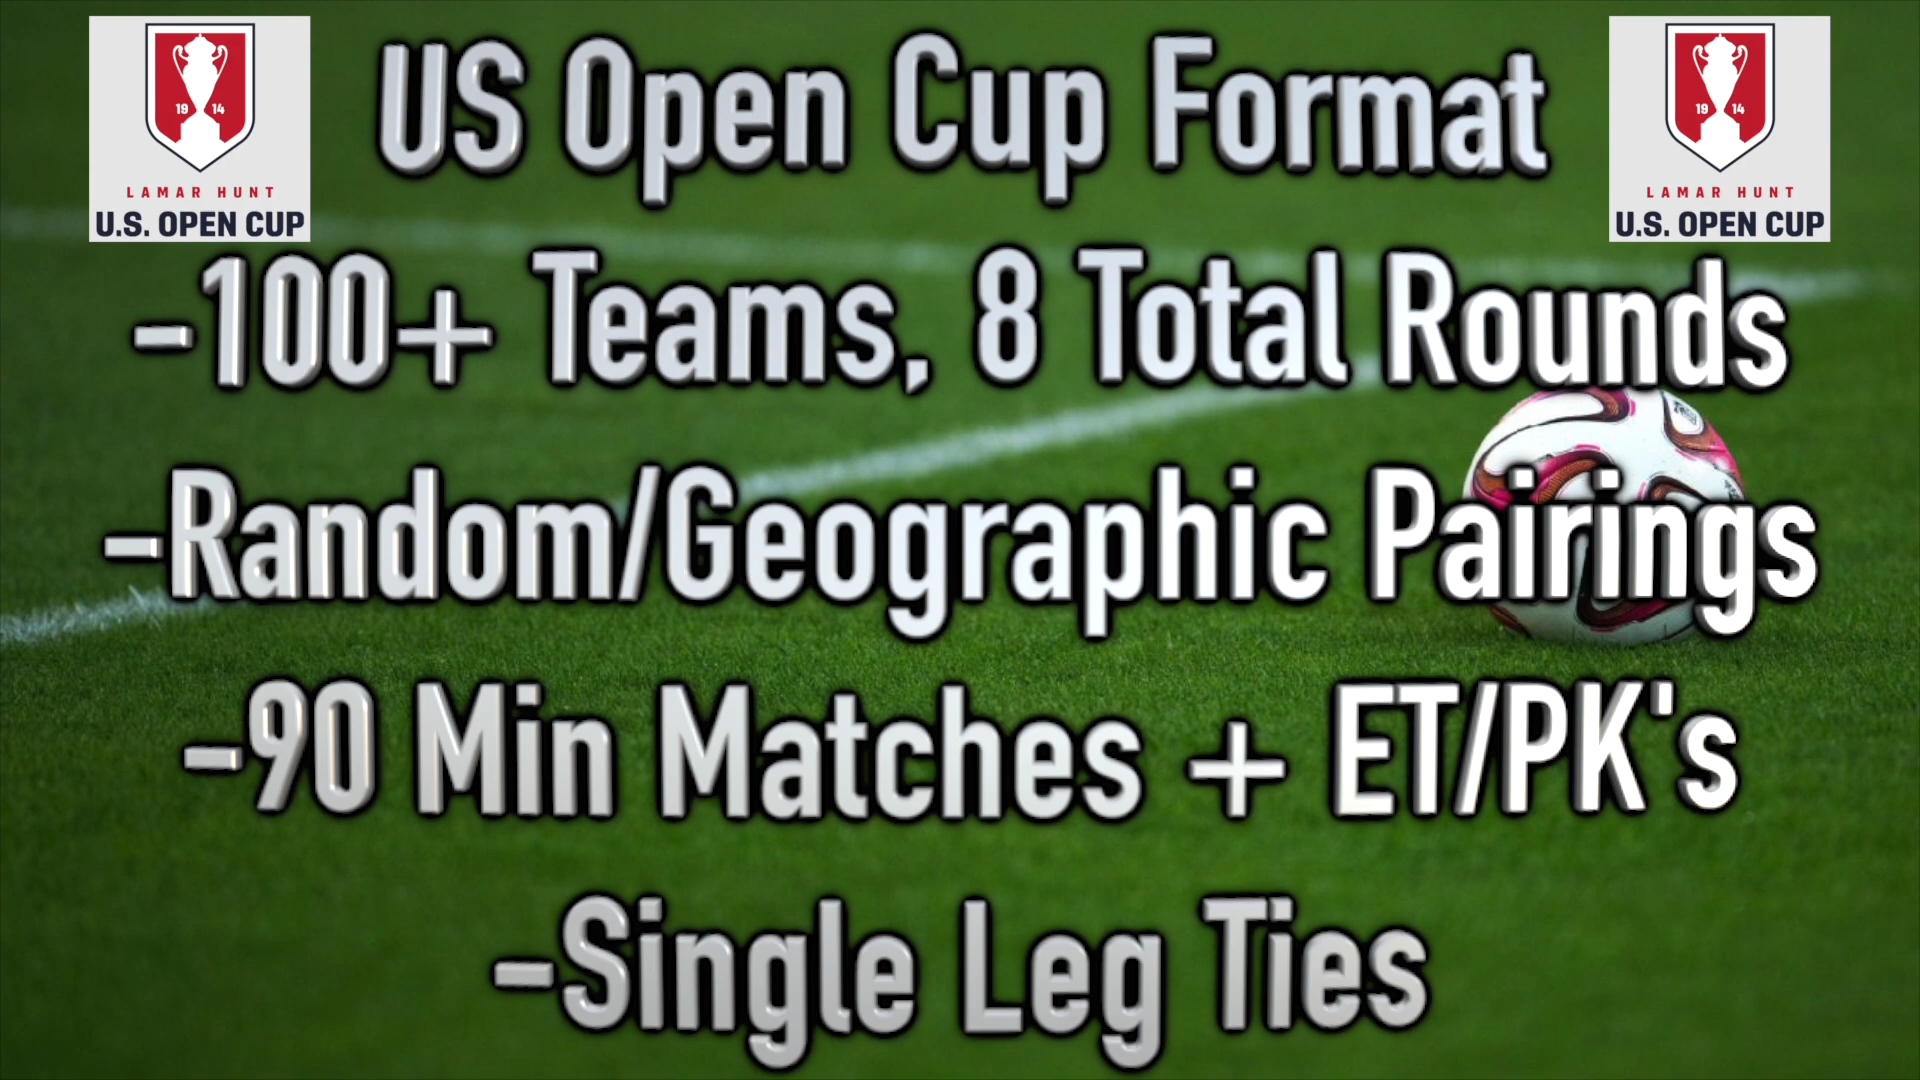 US Open Cup Format
19 14
LAMAR HUNT
U.S. OPEN CUP
19 14
LAMAR HUNT
U.S. OPEN CUP
-100+ Teams, 8 Total Rounds
-Random/Geographic Pairings
-90 Min Matches + ET/PK's
-Single Leg Ties